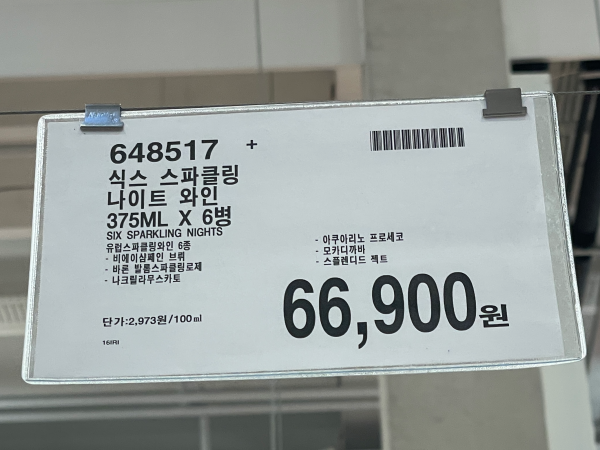 648517 +
식스 스파클링
나이트 와인
375ML X 6병
SIX SPARKLING NIGHTS
유럽스파클링와인 6종
- 비에이샴페인 브뤼
- 바론 발롬스파클링로제
- 나크릴라무스카토
- 아쿠아리노 프로세코
- 모카디까바
- 스플렌디드 젝트
66,900원
단가:2,973원/100㎖